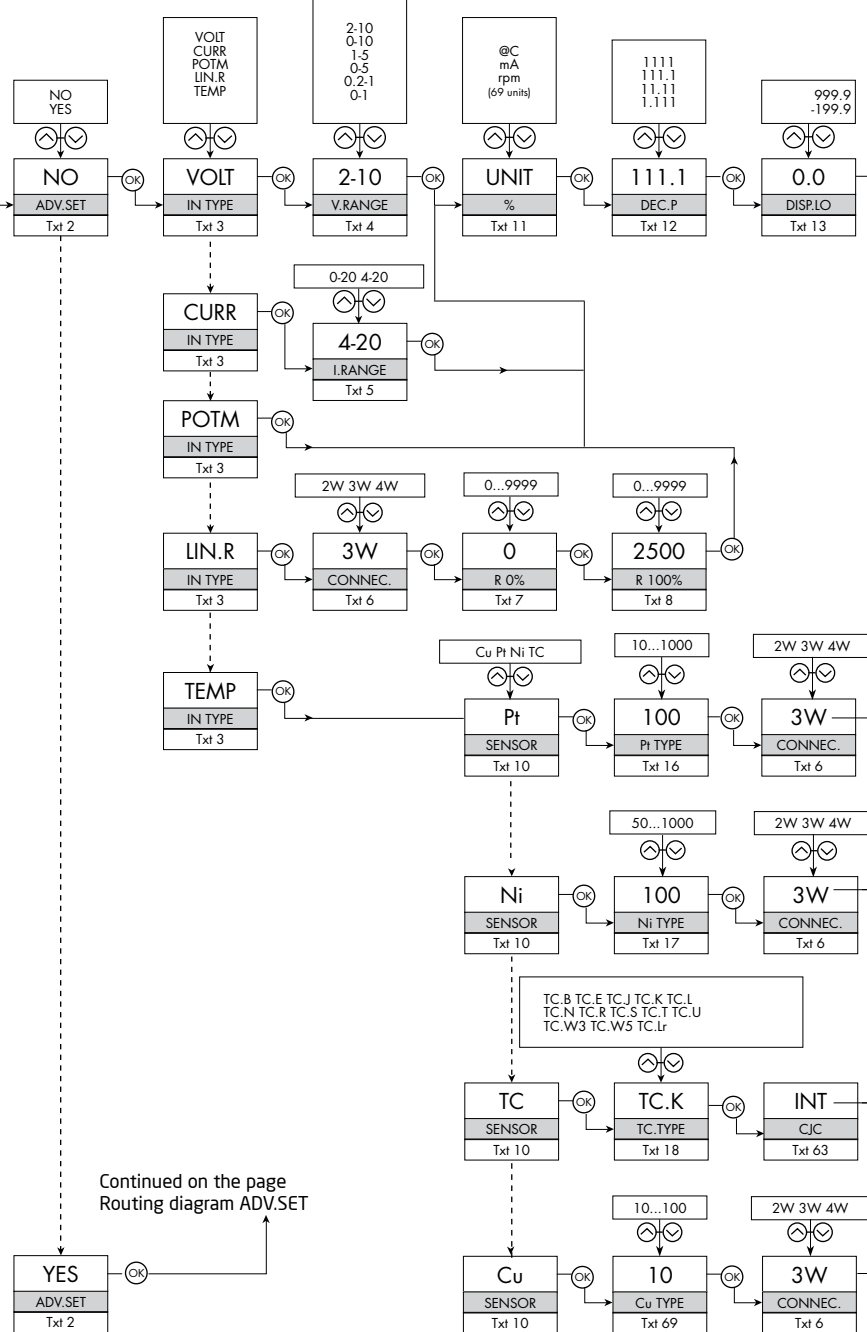 NO
YES
VOLT
CURR
POTM
LIN.R
TEMP
2-10
0-10
1-5
0-5
0.2-1
0-1
@C
mA
rpm
(69 units)
1111
111.1
11.11
1.111
999.9
-199.9
NO
ADV.SET
Txt 2
OK
VOLT
IN TYPE
Txt 3
OK
2-10
V.RANGE
Txt 4
OK
UNIT
%
Txt 11
OK
111.1
DEC.P
Txt 12
OK
0.0
DISP.LO
Txt 13
0-20 4-20
CURR
IN TYPE
Txt 3
OK
4-20
I.RANGE
Txt 5
OK
POTM
IN TYPE
Txt 3
OK
2W 3W 4W
0...9999
0...9999
LIN.R
IN TYPE
Txt 3
OK
3W
CONNEC.
Txt 6
OK
0
R 0%
Txt 7
OK
2500
R 100%
Txt 8
OK
Cu Pt Ni TC
10...1000
2W 3W 4W
TEMP
IN TYPE
Txt 3
OK
Pt
SENSOR
Txt 10
OK
100
Pt TYPE
Txt 16
OK
3W
CONNEC.
Txt 6
50...1000
2W 3W 4W
Ni
SENSOR
Txt 10
OK
100
Ni TYPE
Txt 17
OK
3W
CONNEC.
Txt 6
TC.B TC.E TC.J TC.K TC.L
TC.N TC.R TC.S TC.T TC.U
TC.W3 TC.W5 TC.Lr
TC
SENSOR
Txt 10
OK
TC.K
TC.TYPE
Txt 18
OK
INT
CJC
Txt 63
Continued on the page
Routing diagram ADV.SET
10...100
2W 3W 4W
YES
ADV.SET
Txt 2
OK
Cu
SENSOR
Txt 10
OK
10
Cu TYPE
Txt 69
OK
3W
CONNEC.
Txt 6